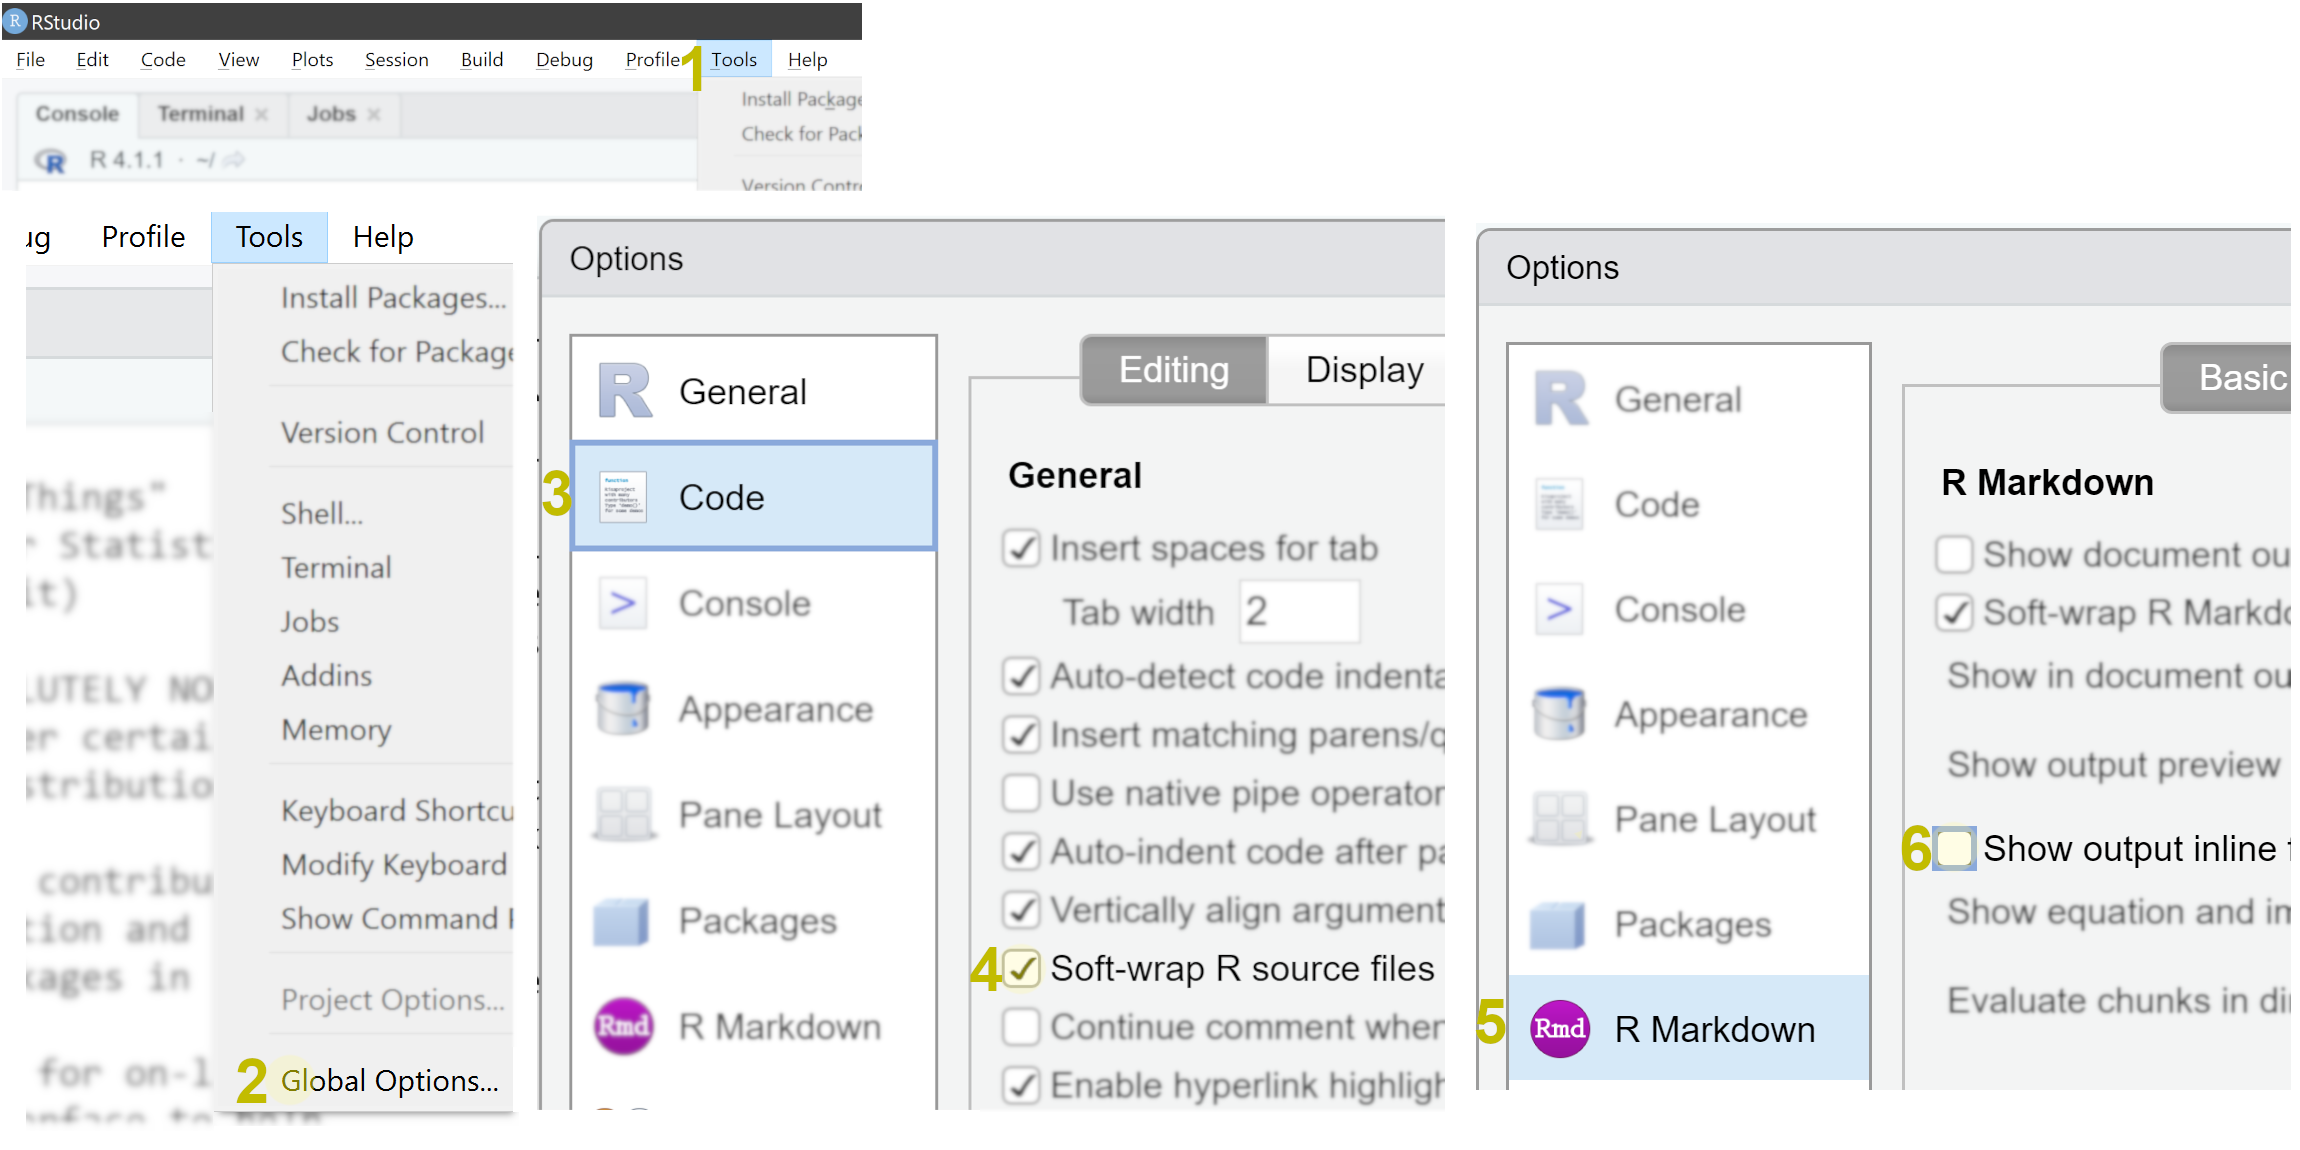 R RStudio
File Edit Code View Plots Session Build Debug Profile 1 Tools Help
Console Terminal Jobs
Install Package
Check for Pack
R R 4.1.1 · ~/
Version Contr
ug Profile Tools Help
Install Packages...
Check for Package
Version Control
Things"
Shell...
r Statist
Terminal
it)
Jobs
Addins
LUTELY NO
Memory
er certai
stributio
Keyboard Shortcu
Modify Keyboard
contribu
Show Command
tion and
kages in
Project Options...
for on-l
2 Global Options...
Options
General
3 Code
Console
Appearance
Pane Layout
Packages
Rmd R Markdown
Editing Display
General
Insert spaces for tab
Tab width 2
Auto-detect code indenta
Insert matching parens/q
Use native pipe operator
Auto-indent code after pa
Vertically align argument
4 Soft-wrap R source files
Continue comment when
Enable hyperlink highligh
Options
General
Code
Console
Appearance
Pane Layout
Packages
5 Rmd R Markdown
Basic
R Markdown
Show document ou
Soft-wrap R Markdo
Show in document ou
Show output preview
6 Show output inline f
Show equation and im
Evaluate chunks in di